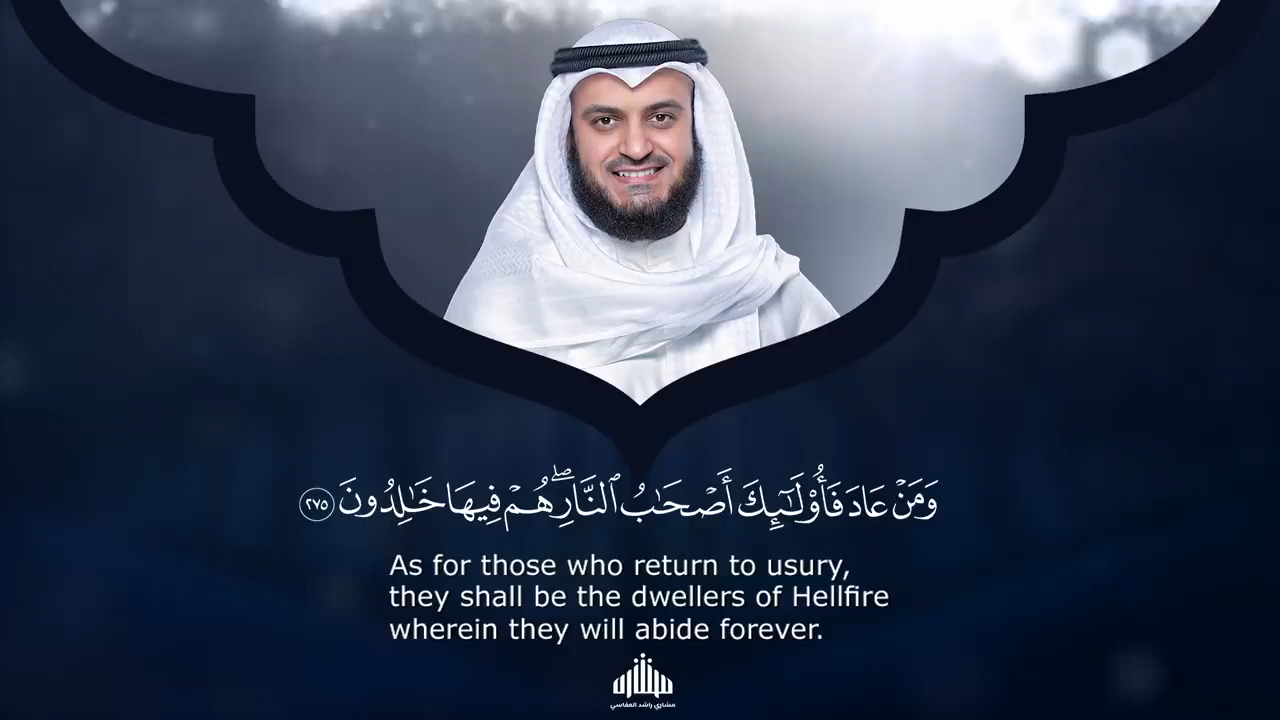 وَمَنْ عَادَ فَأُوْلَـٰٓئِكَ أَصْحَـٰبُ ٱلنَّارِ ۖ هُمْ فِيهَا خَـٰلِدُونَ ٢٧٥
As for those who return to usury,
they shall be the dwellers of Hellfire
wherein they will abide forever.
مشاري راشد العفاسي